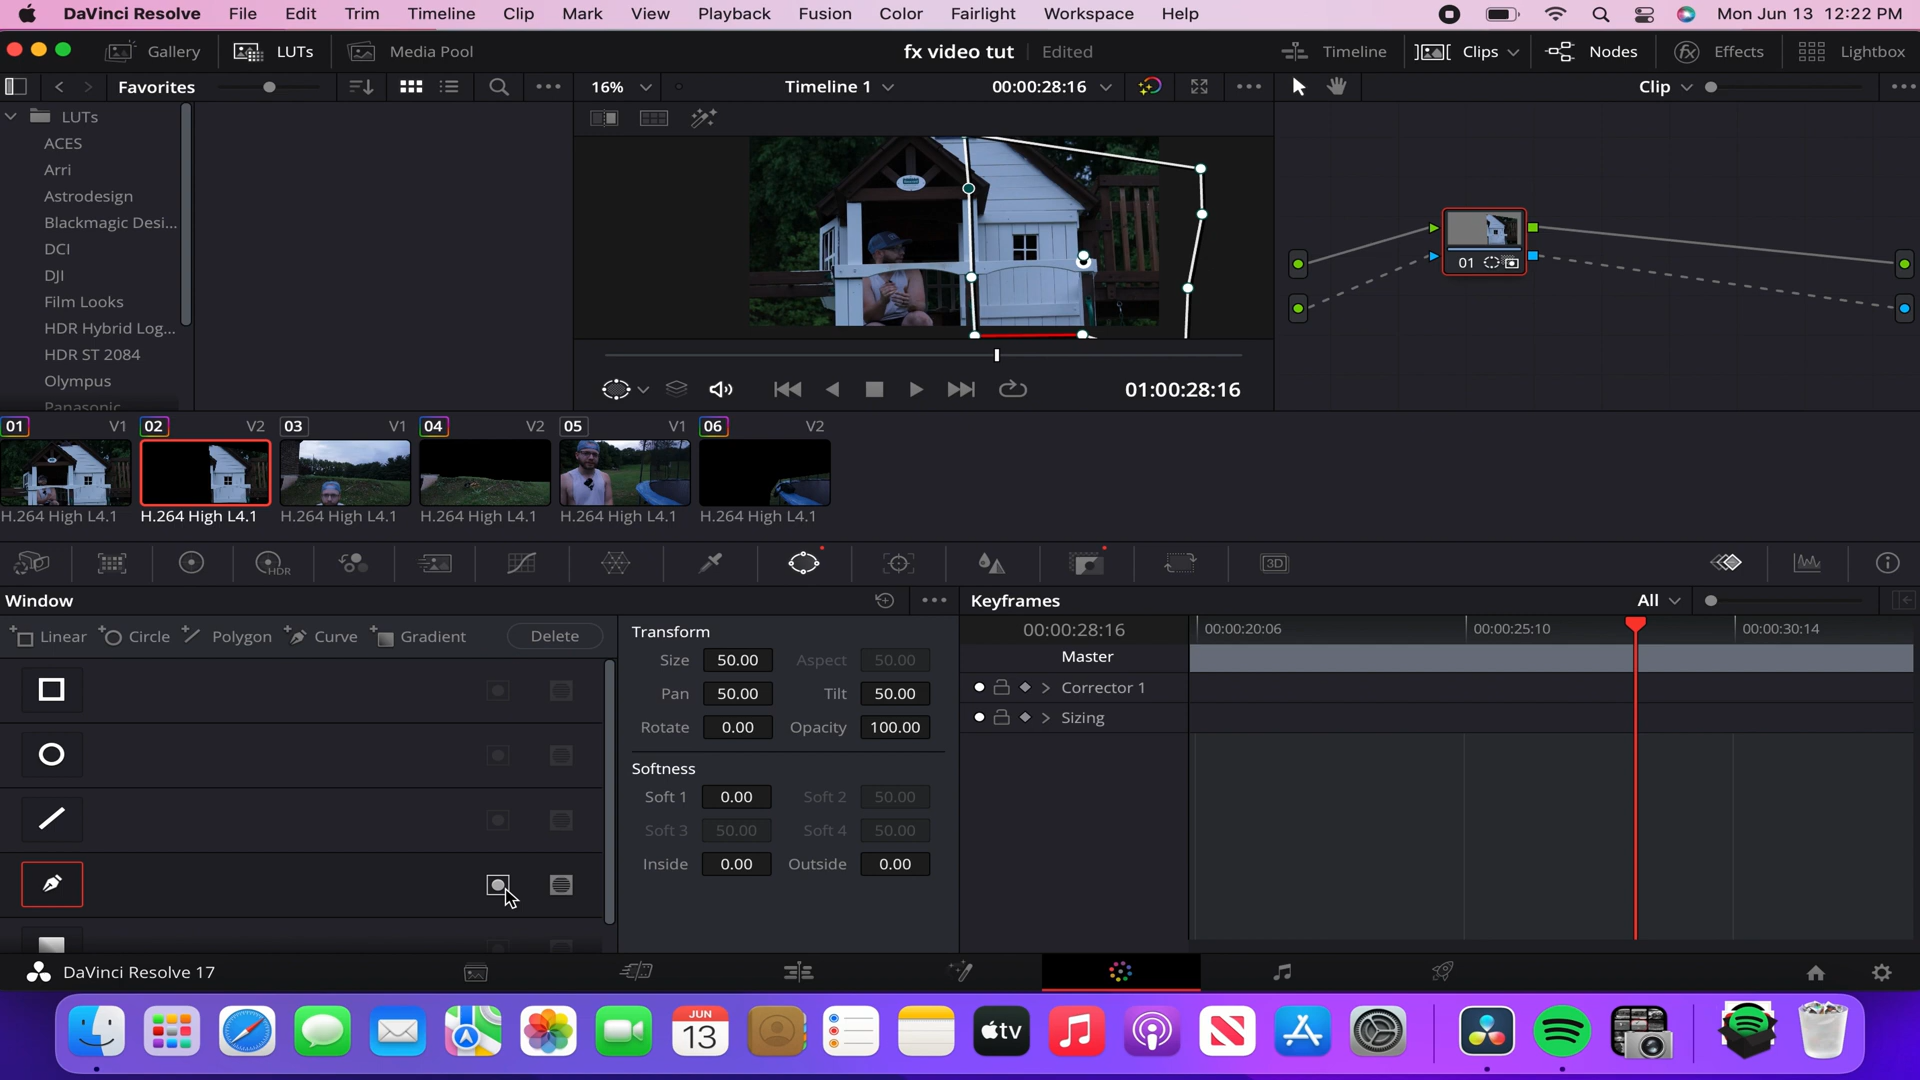 DaVinci Resolve File Edit Trim Timeline Clip Mark View Playback Fusion Color Fairlight Workspace Help Mon Jun 13 12:22 PM
Gallery LUTs Media Pool fx video tut Edited Timeline Clips Nodes Effects Lightbox
Favorites 16% Timeline 1 00:00:28:16 Clip
LUTs
ACES
Arri
Astrodesign
Blackmagic Desi...
DCI
DJI
Film Looks
HDR Hybrid Log...
HDR ST 2084
Olympus
Panasonic
01
01:00:28:16
01 V1 02 V2 03 V1 04 V2 05 V1 06 V2
H.264 High L4.1 H.264 High L4.1 H.264 High L4.1 H.264 High L4.1 H.264 High L4.1 H.264 High L4.1
HDR 3D
Window Keyframes All
Linear Circle Polygon Curve Gradient Delete
Transform
Size 50.00 Aspect 50.00
Pan 50.00 Tilt 50.00
Rotate 0.00 Opacity 100.00
Softness
Soft 1 0.00 Soft 2 50.00
Soft 3 50.00 Soft 4 50.00
Inside 0.00 Outside 0.00
00:00:28:16 00:00:20:06 00:00:25:10 00:00:30:14
Master
Corrector 1
Sizing
DaVinci Resolve 17
JUN
13
tv